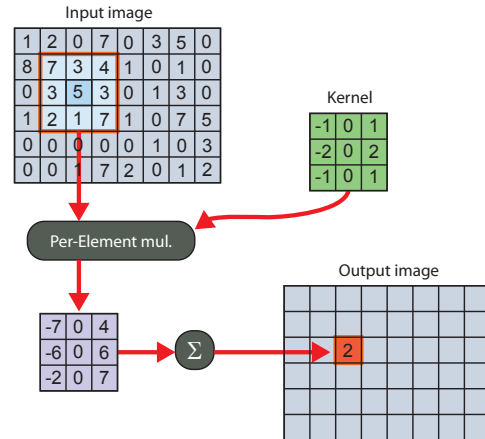 Input image
1 2 0 7 0 3 5 0
8 7 3 4 1 0 1 0
0 3 5 3 0 1 3 0
1 2 1 7 1 0 7 5
0 0 0 0 0 1 0 3
0 0 1 7 2 0 1 2
Kernel
-1 0 1
-2 0 2
-1 0 1
Per-Element mul.
Output image
-7 0 4
-6 0 6
-2 0 7
Σ
2